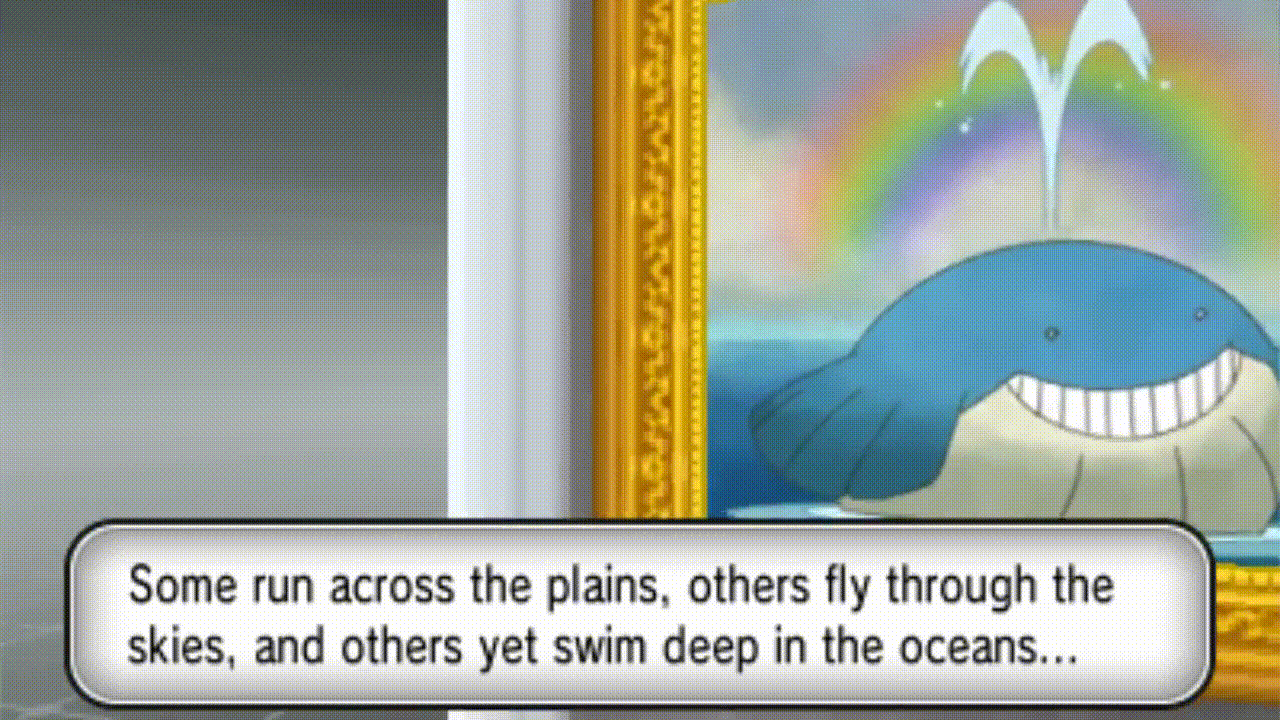 Some run across the plains, others fly through the
skies, and others yet swim deep in the oceans...